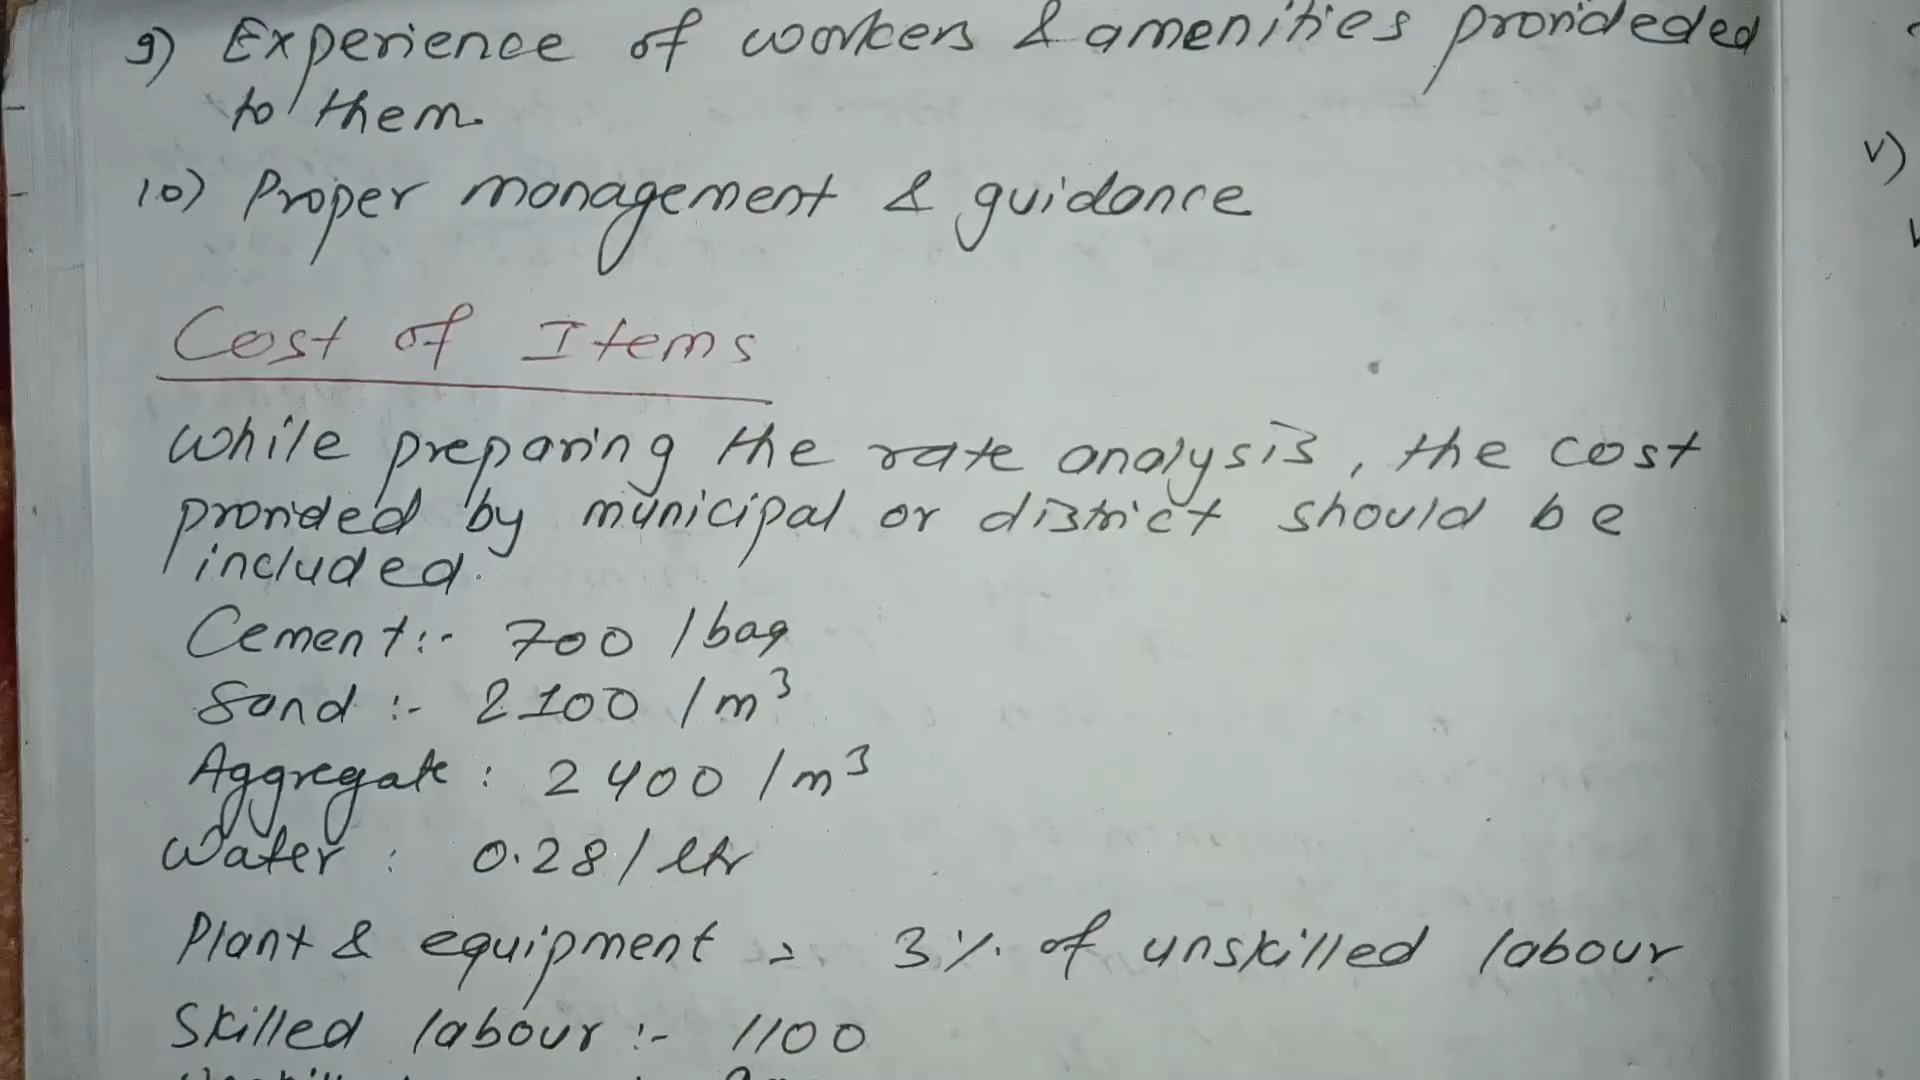 9) Experience of workers & amenities provideded
to them.
10) Proper management & guidance
Cost of Items
While preparing the rate analysis, the cost
provided by municipal or district should be
included.
Cement:- 700 /bag
Sand :- 2100 /m³
Aggregate : 2400 /m³
Water : 0.28/ ltr
Plant & equipment = 3% of unskilled labour
Skilled labour :- 1100
v)